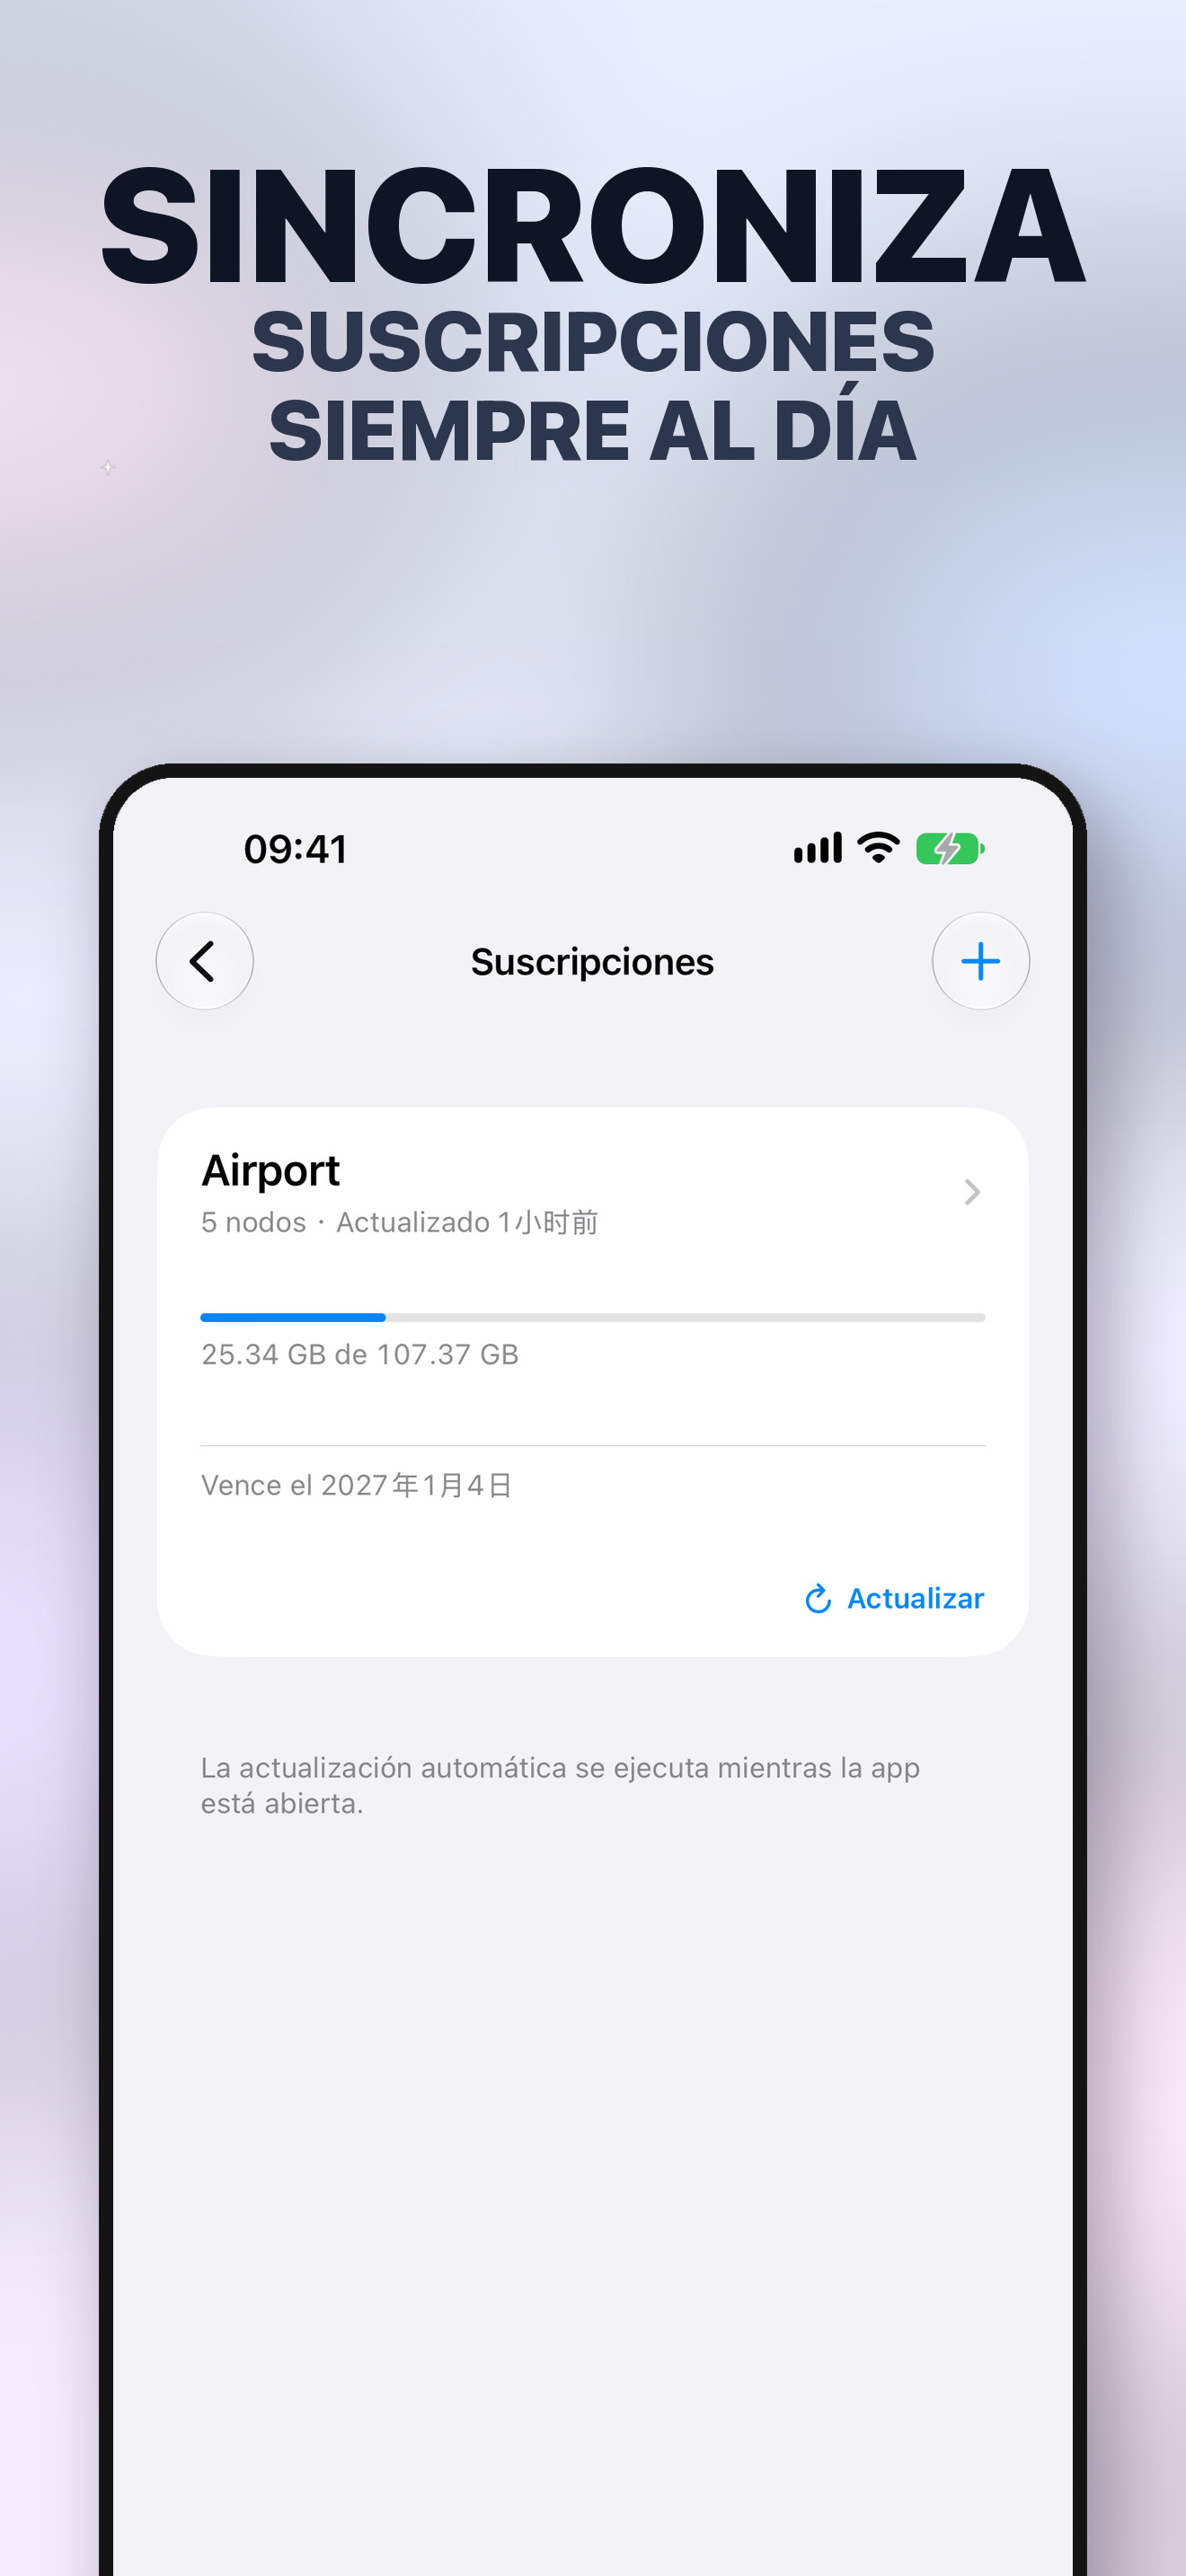 SINCRONIZA
SUSCRIPCIONES
SIEMPRE AL DÍA
09:41
Suscripciones
Airport
5 nodos · Actualizado 1小时前
25.34 GB de 107.37 GB
Vence el 2027年1月4日
Actualizar
La actualización automática se ejecuta mientras la app
está abierta.